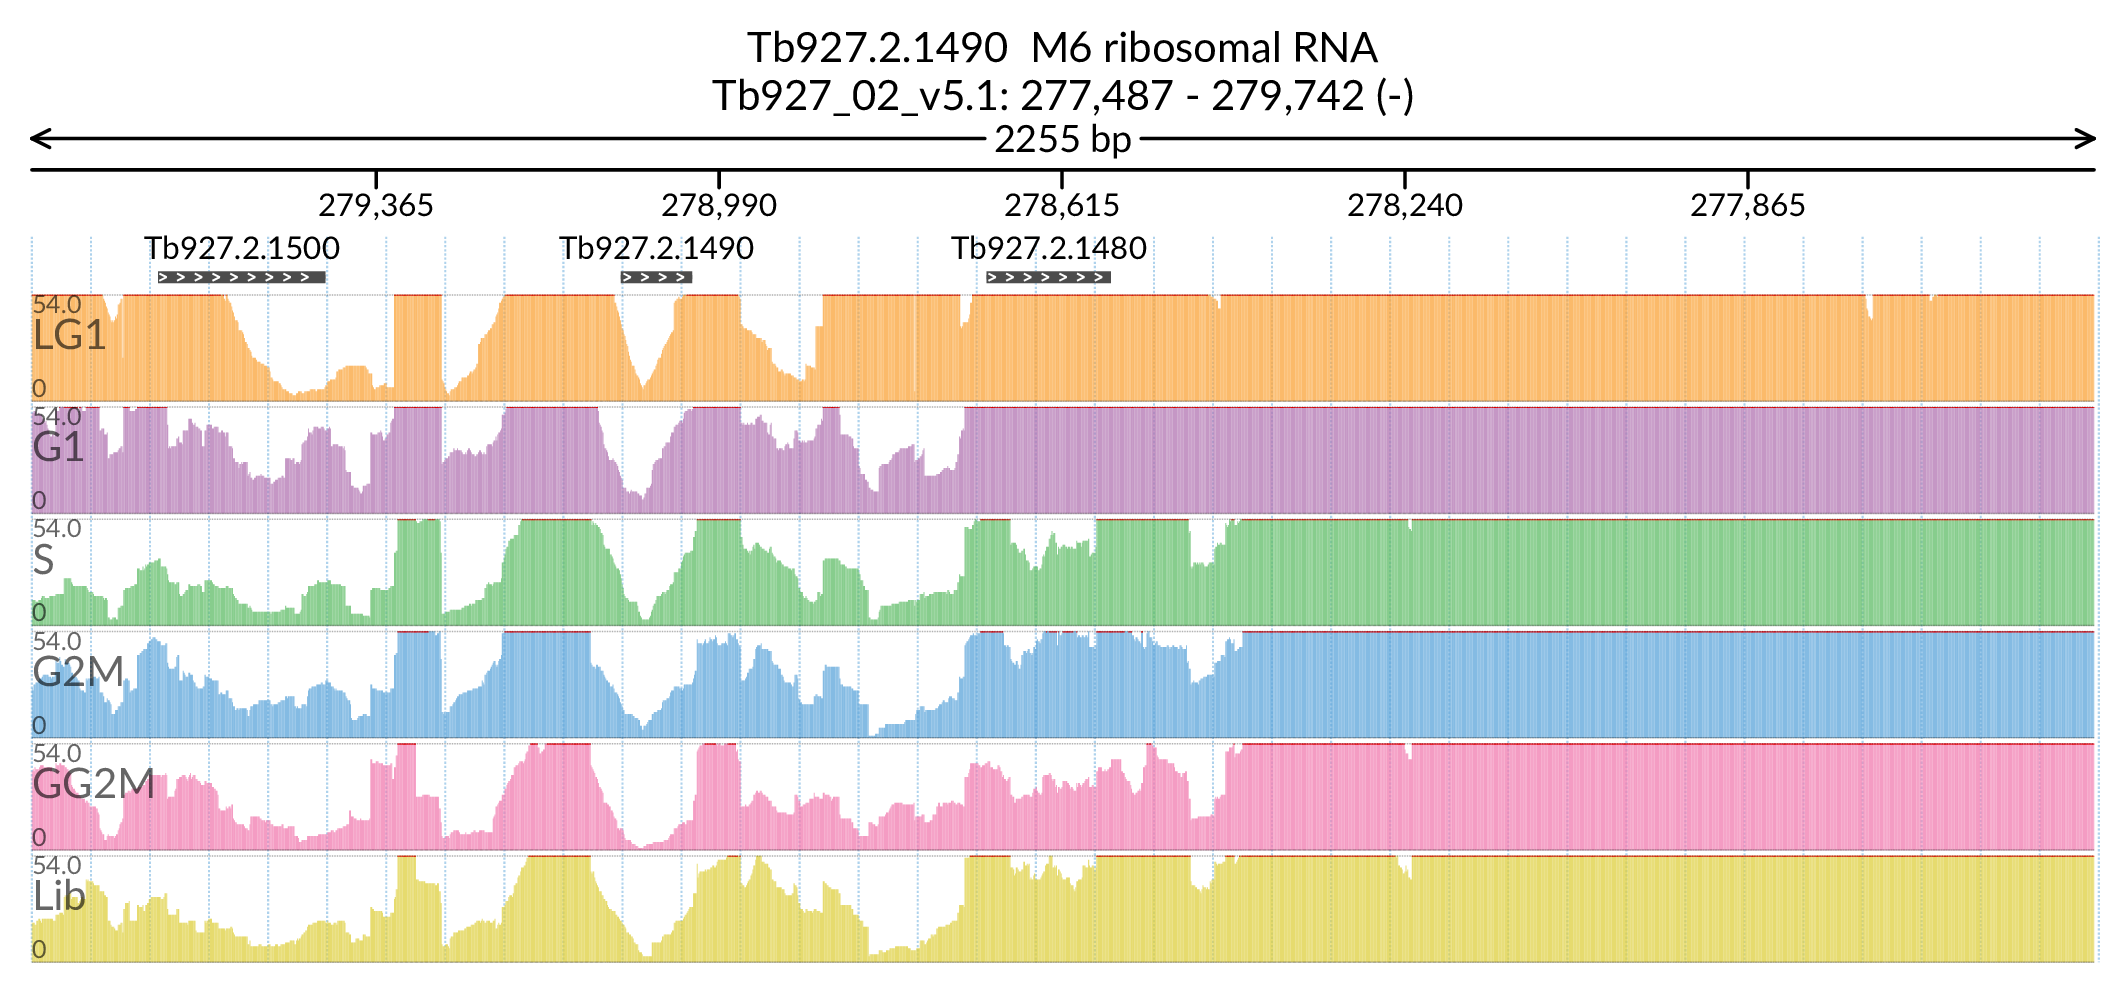 Tb927.2.1490  M6 ribosomal RNA
Tb927_02_v5.1: 277,487 - 279,742 (-)
2255 bp
279,365 278,990 278,615 278,240 277,865
Tb927.2.1500 Tb927.2.1490 Tb927.2.1480
54.0
LG1
0
54.0
G1
0
54.0
S
0
54.0
G2M
0
54.0
GG2M
0
54.0
Lib
0